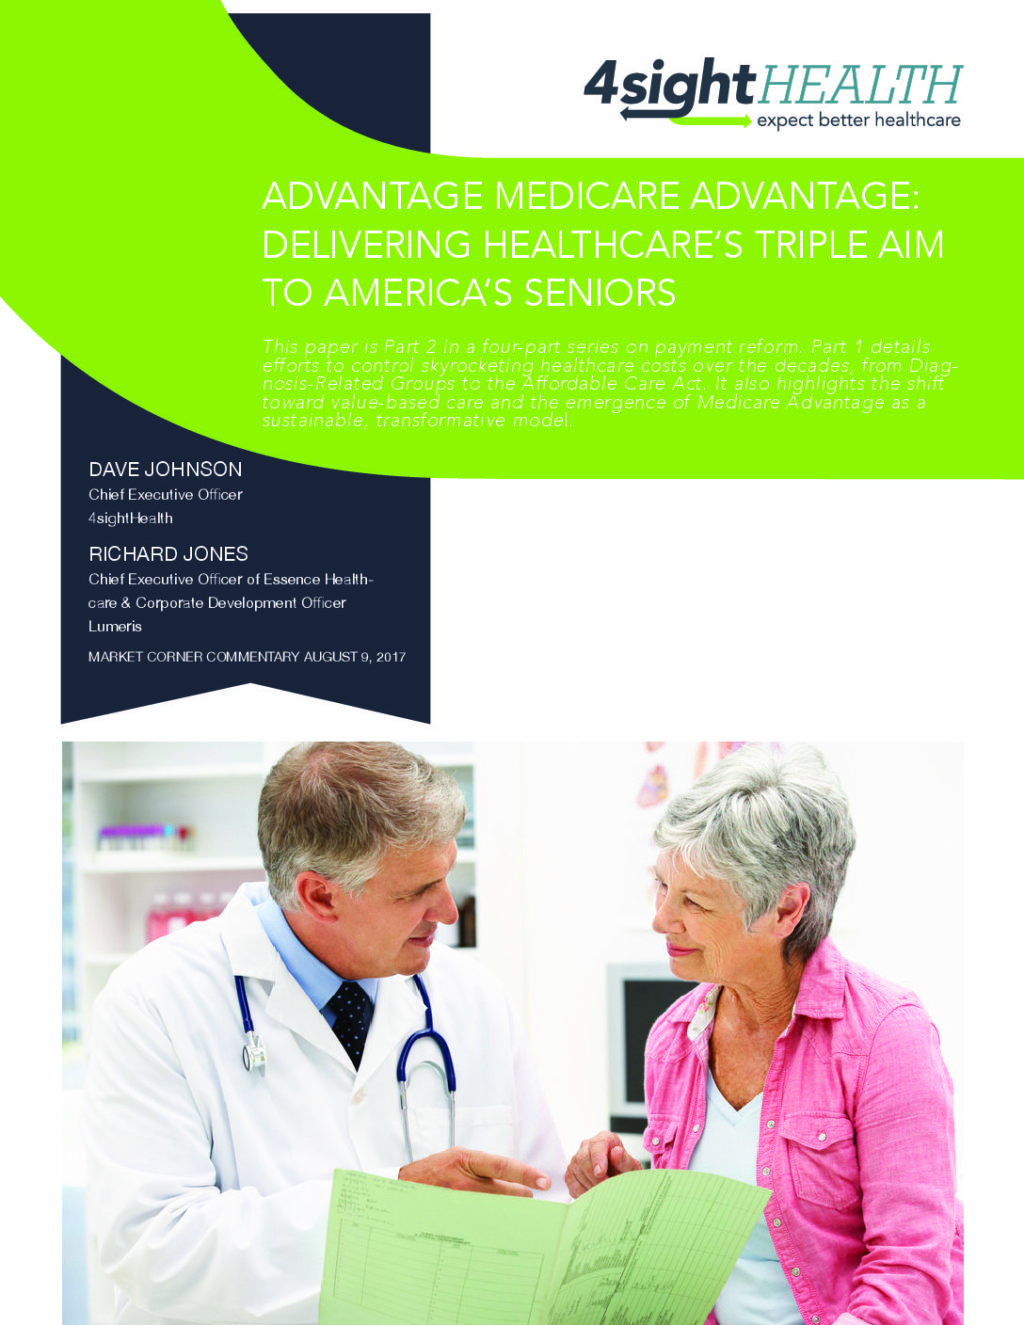 4sightHEALTH
expect better healthcare
ADVANTAGE MEDICARE ADVANTAGE:
DELIVERING HEALTHCARE’S TRIPLE AIM
TO AMERICA’S SENIORS
This paper is Part 2 in a four-part series on payment reform. Part 1 details
efforts to control skyrocketing healthcare costs over the decades, from Diag-
nosis-Related Groups to the Affordable Care Act. It also highlights the shift
toward value-based care and the emergence of Medicare Advantage as a
sustainable, transformative model.
DAVE JOHNSON
Chief Executive Officer
4sightHealth
RICHARD JONES
Chief Executive Officer of Essence Health-
care & Corporate Development Officer
Lumeris
MARKET CORNER COMMENTARY AUGUST 9, 2017